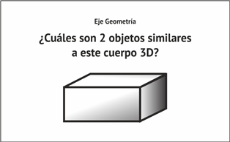 Eje Geometría
¿Cuáles son 2 objetos similares
a este cuerpo 3D?